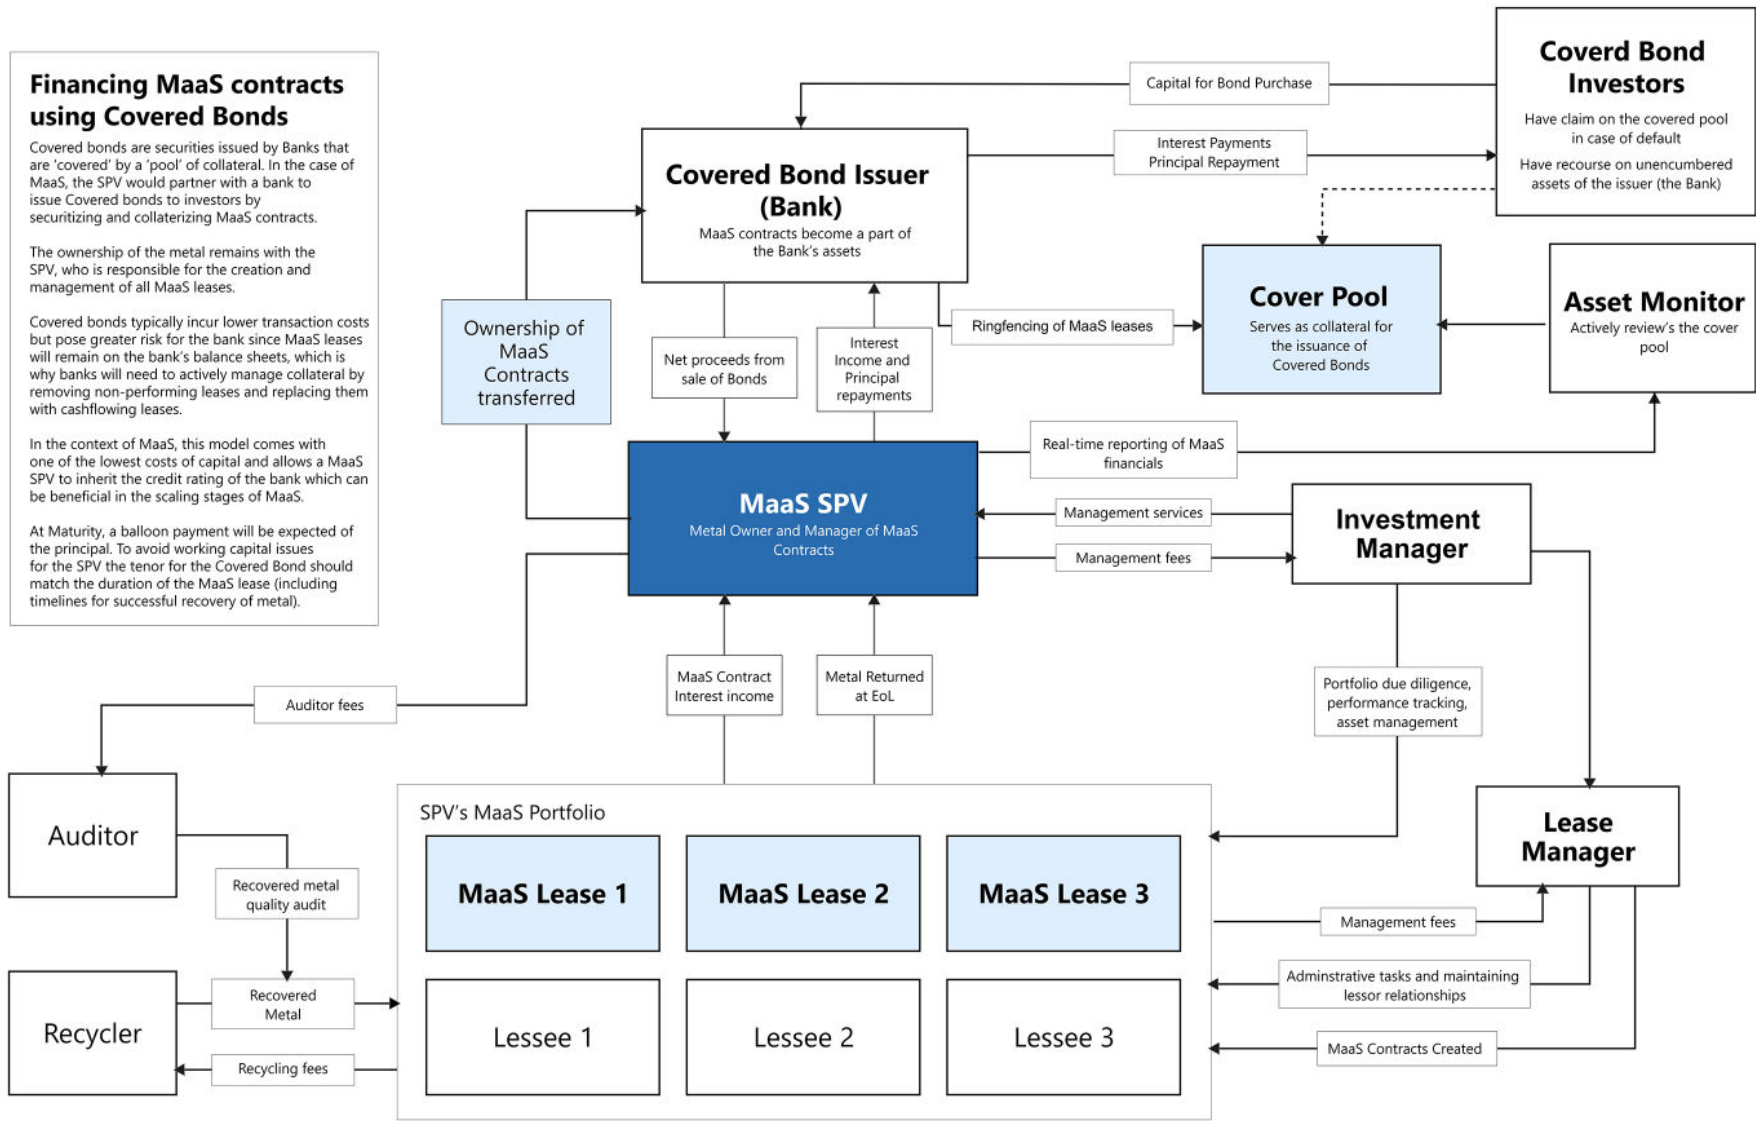 Financing MaaS contracts
using Covered Bonds
Covered bonds are securities issued by Banks that
are 'covered' by a 'pool' of collateral. In the case of
MaaS, the SPV would partner with a bank to
issue Covered bonds to investors by
securitizing and collaterizing MaaS contracts.
The ownership of the metal remains with the
SPV, who is responsible for the creation and
management of all MaaS leases.
Covered bonds typically incur lower transaction costs
but pose greater risk for the bank since MaaS leases
will remain on the bank's balance sheets, which is
why banks will need to actively manage collateral by
removing non-performing leases and replacing them
with cashflowing leases.
In the context of MaaS, this model comes with
one of the lowest costs of capital and allows a MaaS
SPV to inherit the credit rating of the bank which can
be beneficial in the scaling stages of MaaS.
At Maturity, a balloon payment will be expected of
the principal. To avoid working capital issues
for the SPV the tenor for the Covered Bond should
match the duration of the MaaS lease (including
timelines for successful recovery of metal).
Capital for Bond Purchase
Coverd Bond
Investors
Have claim on the covered pool
in case of default
Have recourse on unencumbered
assets of the issuer (the Bank)
Interest Payments
Principal Repayment
Covered Bond Issuer
(Bank)
MaaS contracts become a part of
the Bank's assets
Ownership of
MaaS
Contracts
transferred
Net proceeds from
sale of Bonds
Interest
Income and
Principal
repayments
Ringfencing of MaaS leases
Cover Pool
Serves as collateral for
the issuance of
Covered Bonds
Asset Monitor
Actively review's the cover
pool
Real-time reporting of MaaS
financials
MaaS SPV
Metal Owner and Manager of MaaS
Contracts
Management services
Management fees
Investment
Manager
MaaS Contract
Interest income
Metal Returned
at EoL
Portfolio due diligence,
performance tracking,
asset management
Auditor fees
Auditor
Recovered metal
quality audit
Recovered
Metal
Recycler
Recycling fees
SPV's MaaS Portfolio
MaaS Lease 1
MaaS Lease 2
MaaS Lease 3
Lessee 1
Lessee 2
Lessee 3
Lease
Manager
Management fees
Adminstrative tasks and maintaining
lessor relationships
MaaS Contracts Created